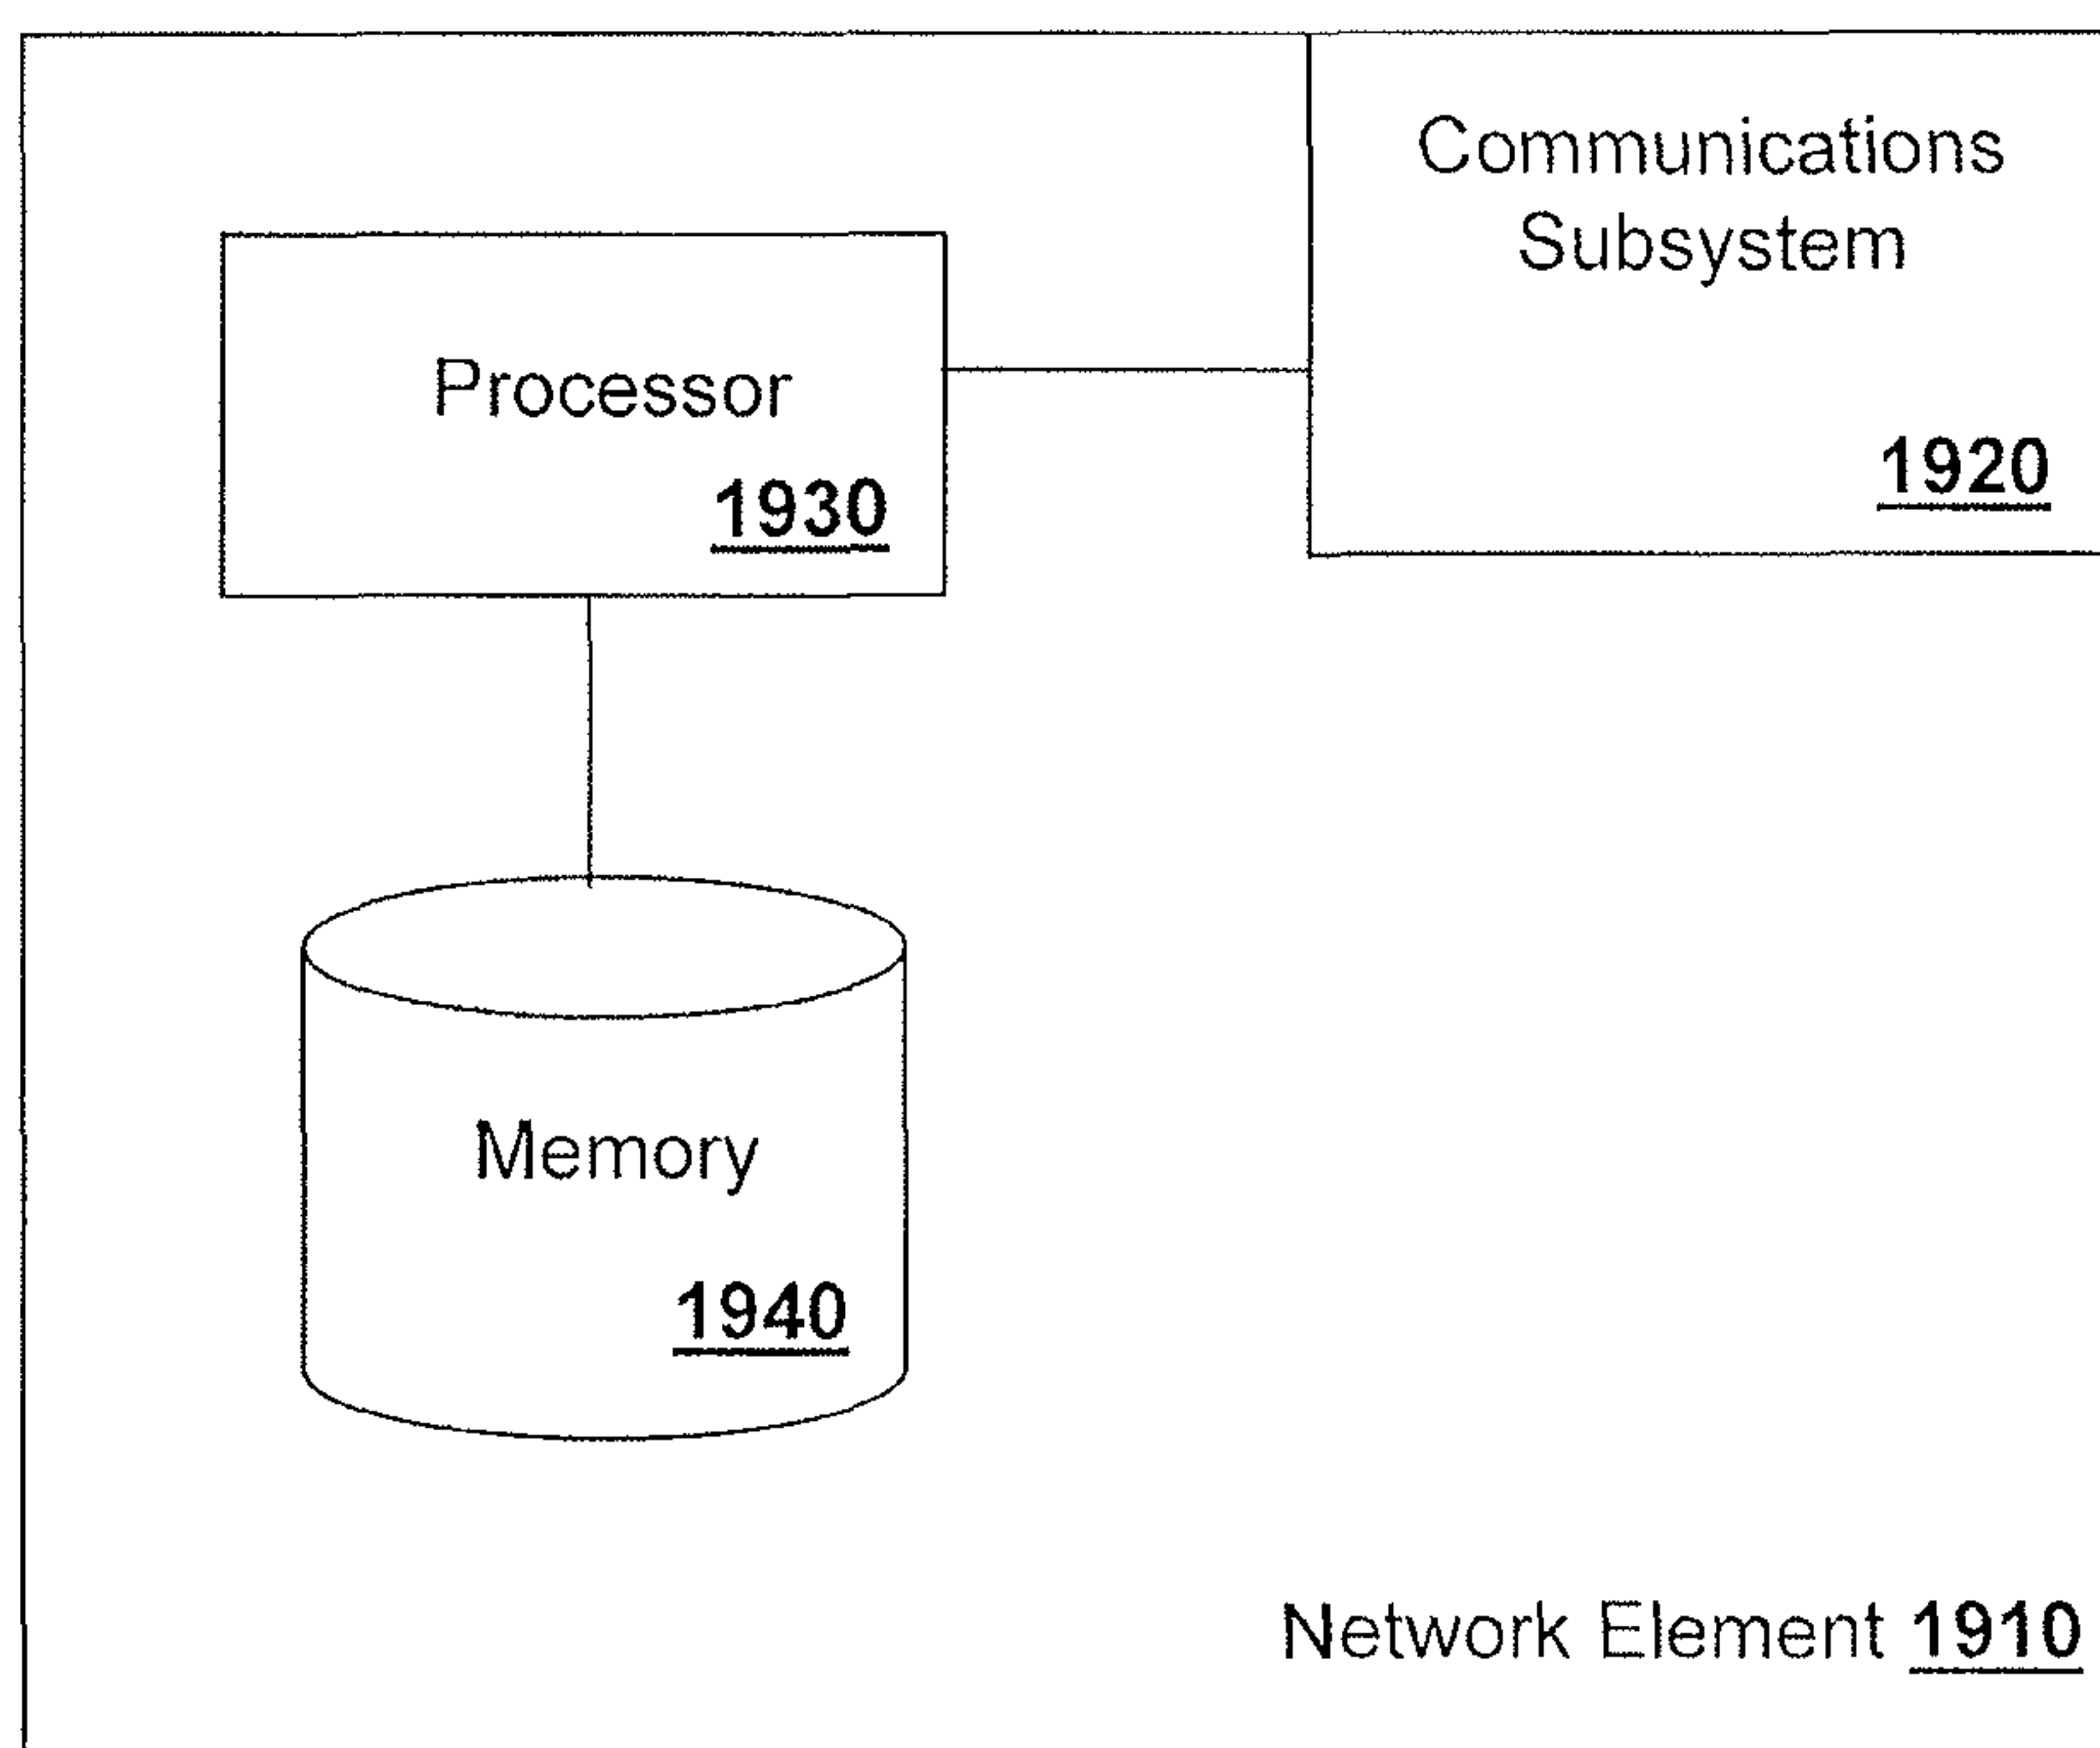 Communications
Subsystem
1920
Processor
1930
Memory
1940
Network Element 1910